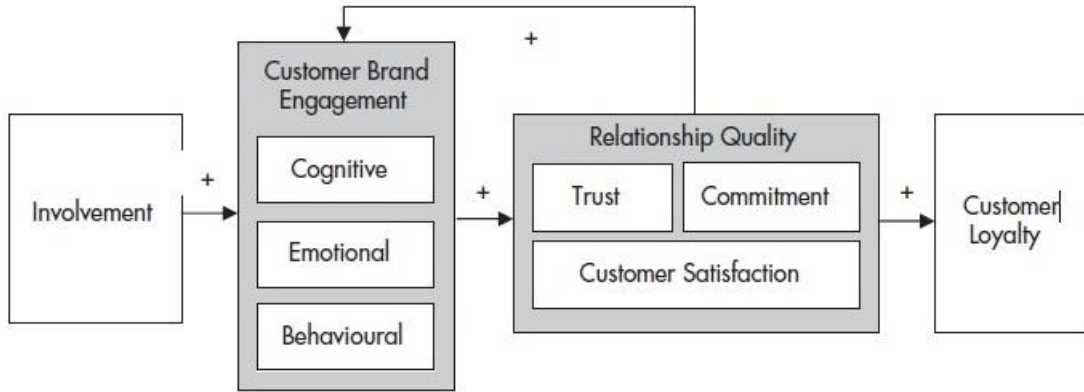 +
Customer Brand
Engagement
Relationship Quality
Cognitive
+
+
+
Trust
Commitment
Involvement
Customer
Loyalty
Emotional
Customer Satisfaction
Behavioural